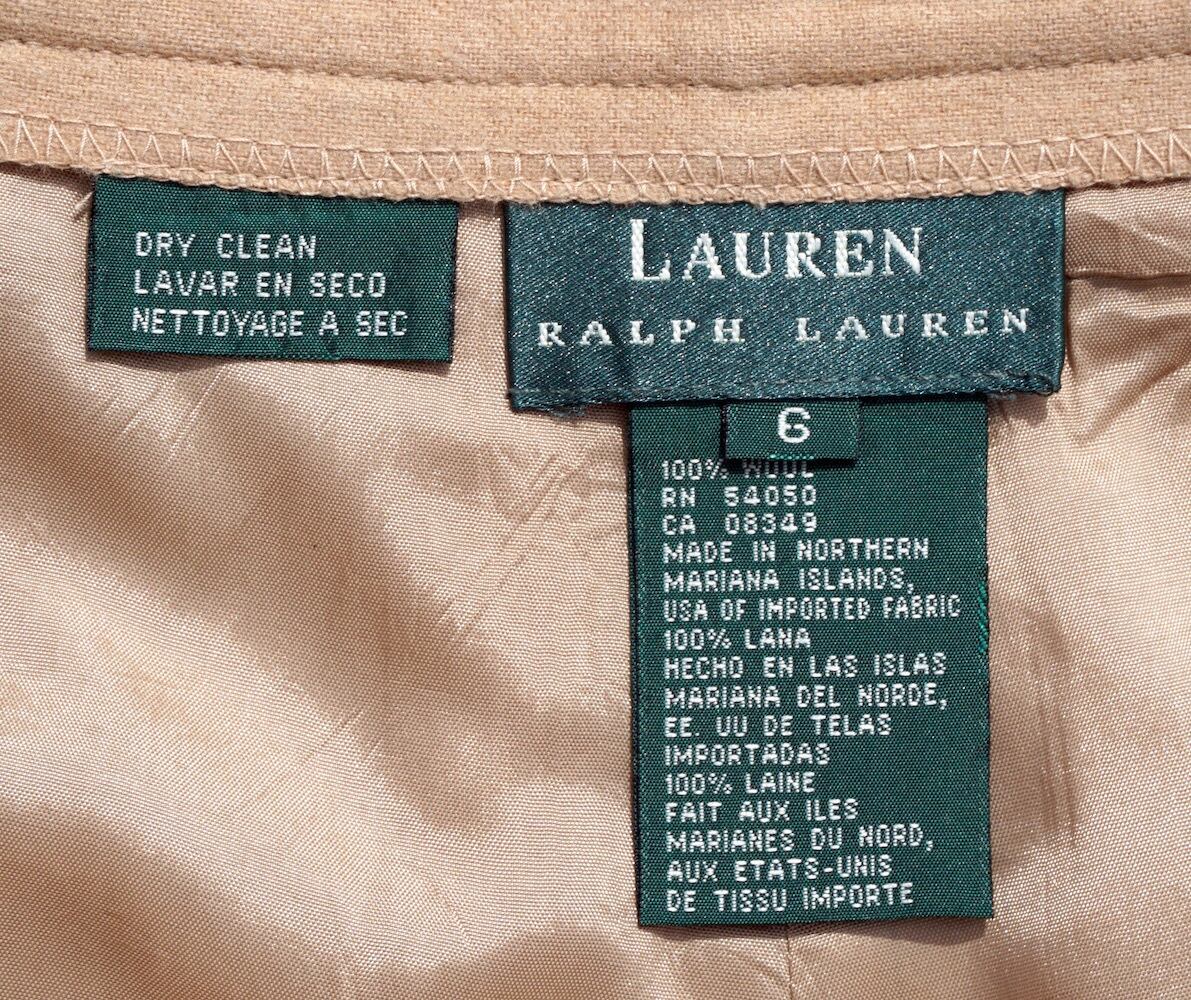 DRY CLEAN
LAVAR EN SECO
NETTOYAGE A SEC
LAUREN
RALPH LAUREN
6
100% WOOL
RN 54050
CA 08349
MADE IN NORTHERN
MARIANA ISLANDS,
USA OF IMPORTED FABRIC
100% LANA
HECHO EN LAS ISLAS
MARIANA DEL NORDE,
EE. UU DE TELAS
IMPORTADAS
100% LAINE
FAIT AUX ILES
MARIANES DU NORD,
AUX ETATS-UNIS
DE TISSU IMPORTE